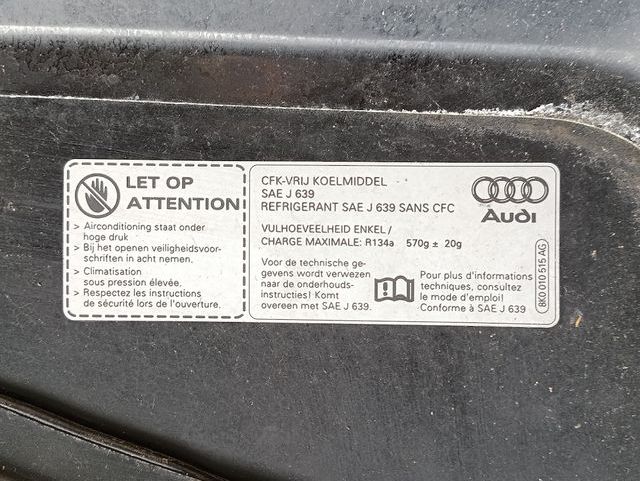 LET OP
ATTENTION
> Airconditioning staat onder
hoge druk
> Bij het openen veiligheidsvoor-
schriften in acht nemen.
> Climatisation
sous pression élevée.
> Respectez les instructions
de sécurité lors de l'ouverture.
CFK-VRIJ KOELMIDDEL
SAE J 639
REFRIGERANT SAE J 639 SANS CFC
VULHOEVEELHEID ENKEL /
CHARGE MAXIMALE: R134a 570g ± 20g
Voor de technische ge-
gevens wordt verwezen
naar de onderhouds-
instructies! Komt
overeen met SAE J 639.
Plus pour d'informations
techniques, consultez
le mode d'emploi!
Conforme à SAE J 639
Audi
8K0 010 515 AG